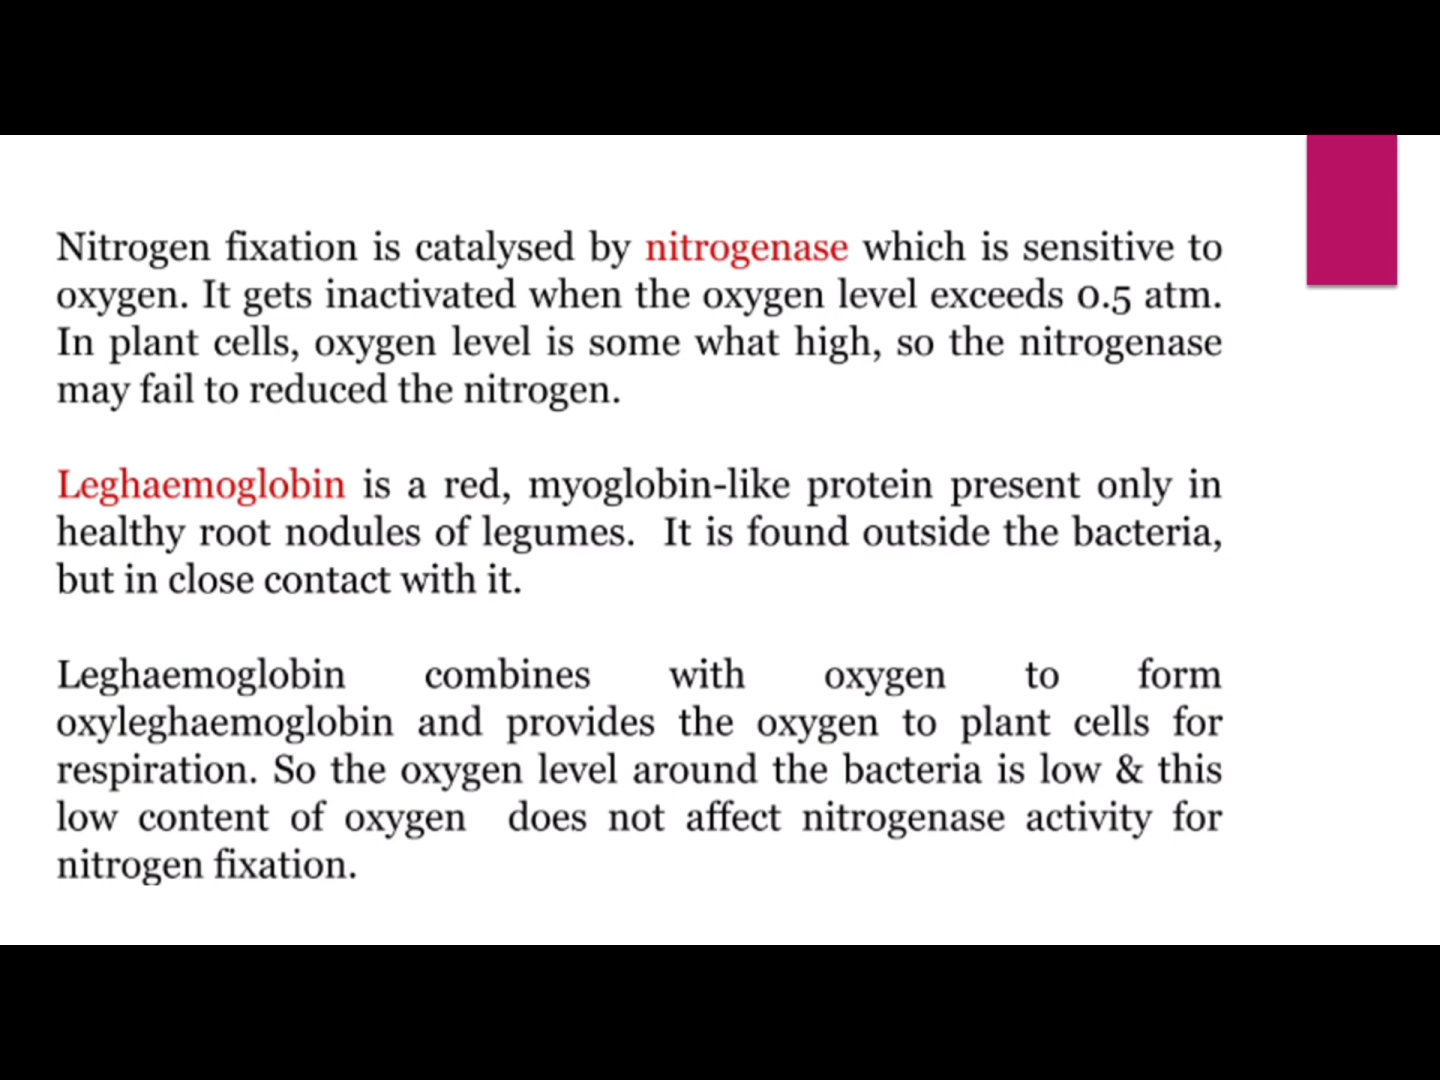 Nitrogen fixation is catalysed by nitrogenase which is sensitive to
oxygen. It gets inactivated when the oxygen level exceeds 0.5 atm.
In plant cells, oxygen level is some what high, so the nitrogenase
may fail to reduced the nitrogen.
Leghaemoglobin is a red, myoglobin-like protein present only in
healthy root nodules of legumes. It is found outside the bacteria,
but in close contact with it.
Leghaemoglobin combines with oxygen to form
oxyleghaemoglobin and provides the oxygen to plant cells for
respiration. So the oxygen level around the bacteria is low & this
low content of oxygen does not affect nitrogenase activity for
nitrogen fixation.